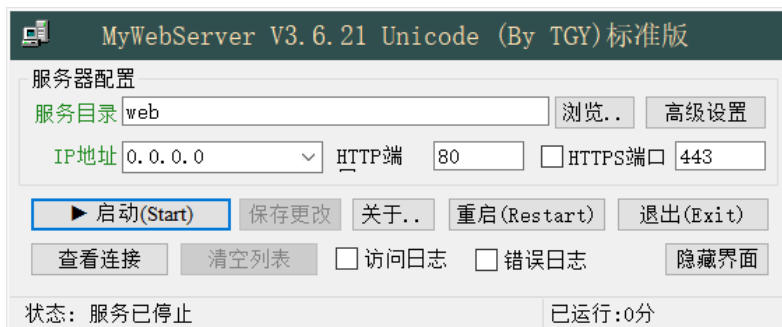 MyWebServer V3.6.21 Unicode (By TGY)标准版
服务器配置
服务目录 web 浏览.. 高级设置
IP地址 0.0.0.0 HTTP端 80 HTTPS端口 443
▶ 启动(Start) 保存更改 关于.. 重启(Restart) 退出(Exit)
查看连接 清空列表 访问日志 错误日志 隐藏界面
状态: 服务已停止 已运行:0分